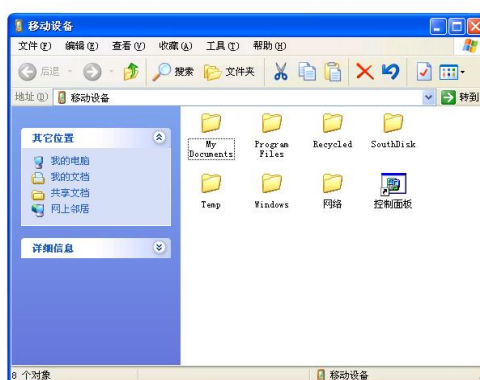 移动设备
文件(F) 编辑(E) 查看(V) 收藏(A) 工具(T) 帮助(H)
后退 搜索 文件夹
地址(D) 移动设备 转到
其它位置
我的电脑
我的文档
共享文档
网上邻居
详细信息
My Documents
Program Files
Recycled
SouthDisk
Temp
Windows
网络
控制面板
8 个对象 移动设备